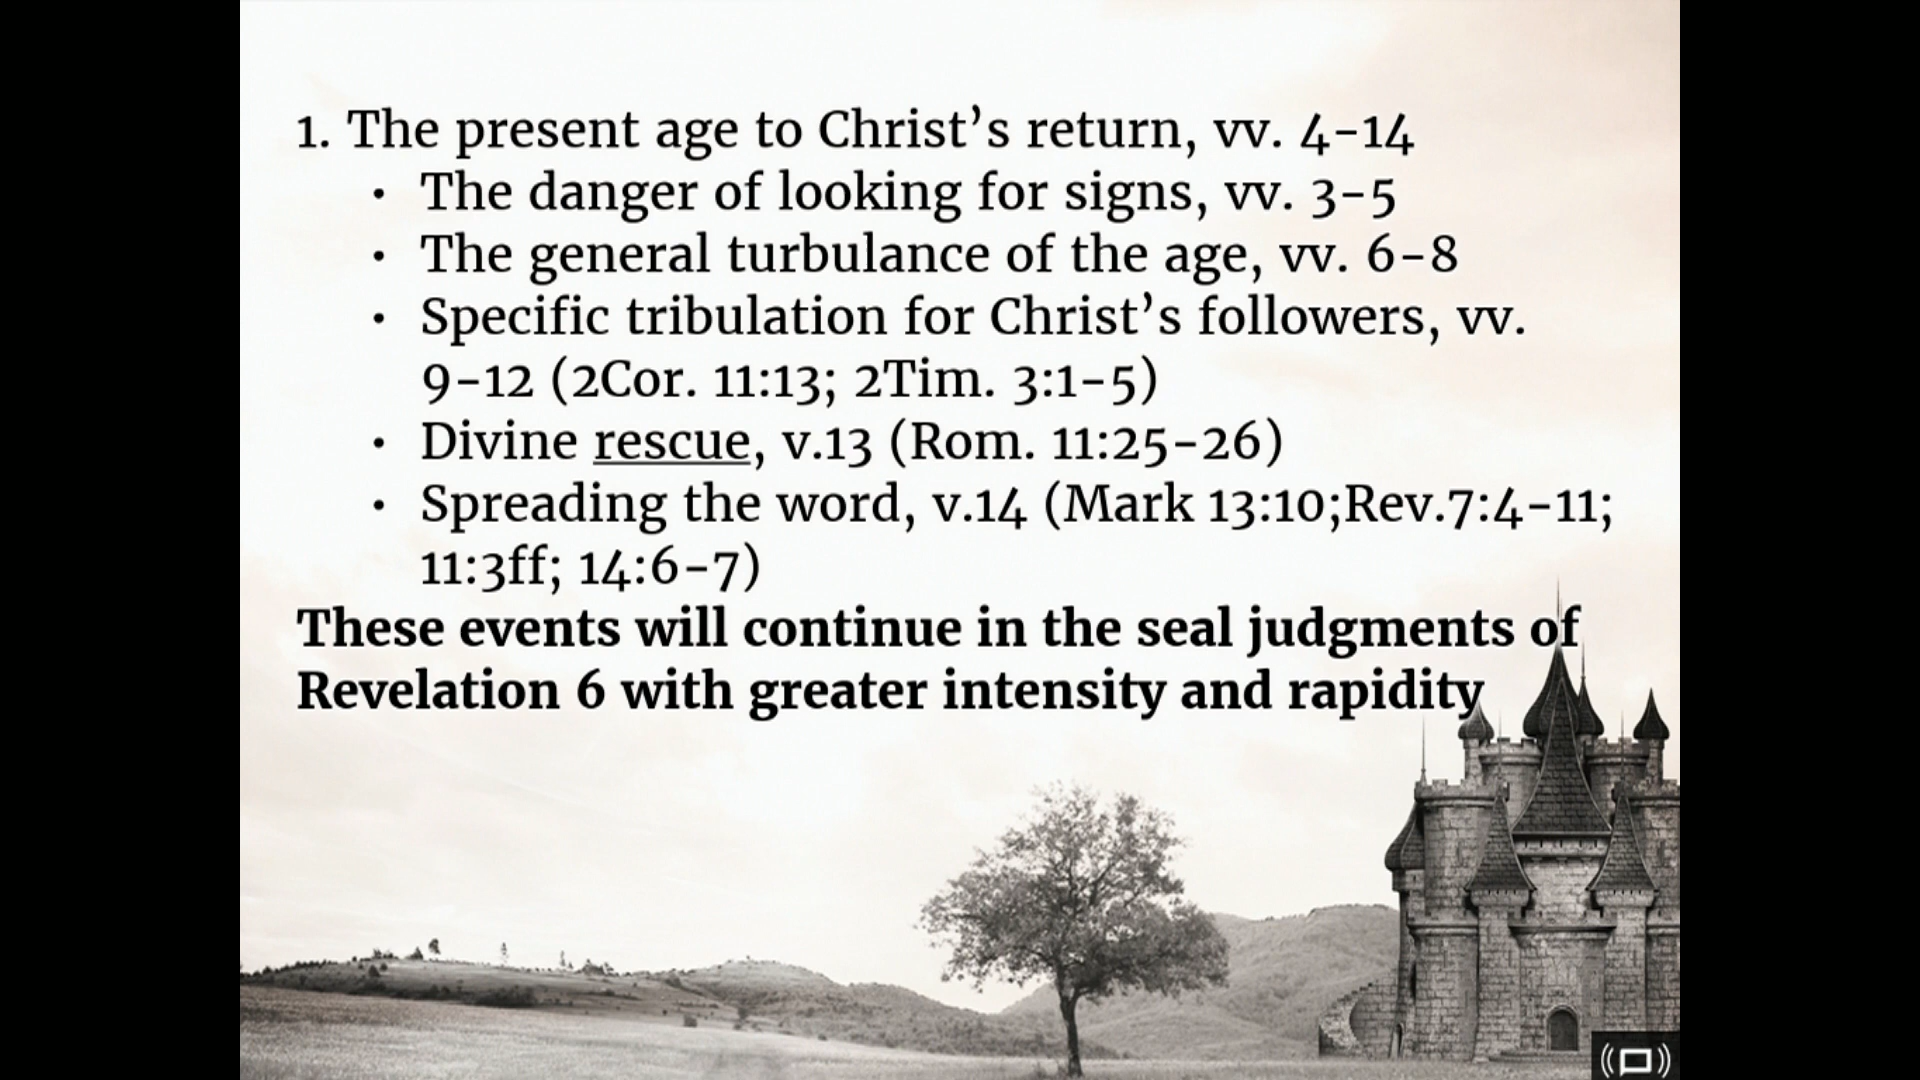 1. The present age to Christ’s return, vv. 4-14
• The danger of looking for signs, vv. 3-5
• The general turbulance of the age, vv. 6-8
• Specific tribulation for Christ’s followers, vv.
9-12 (2Cor. 11:13; 2Tim. 3:1-5)
• Divine rescue, v.13 (Rom. 11:25-26)
• Spreading the word, v.14 (Mark 13:10;Rev.7:4-11;
11:3ff; 14:6-7)
These events will continue in the seal judgments of
Revelation 6 with greater intensity and rapidity